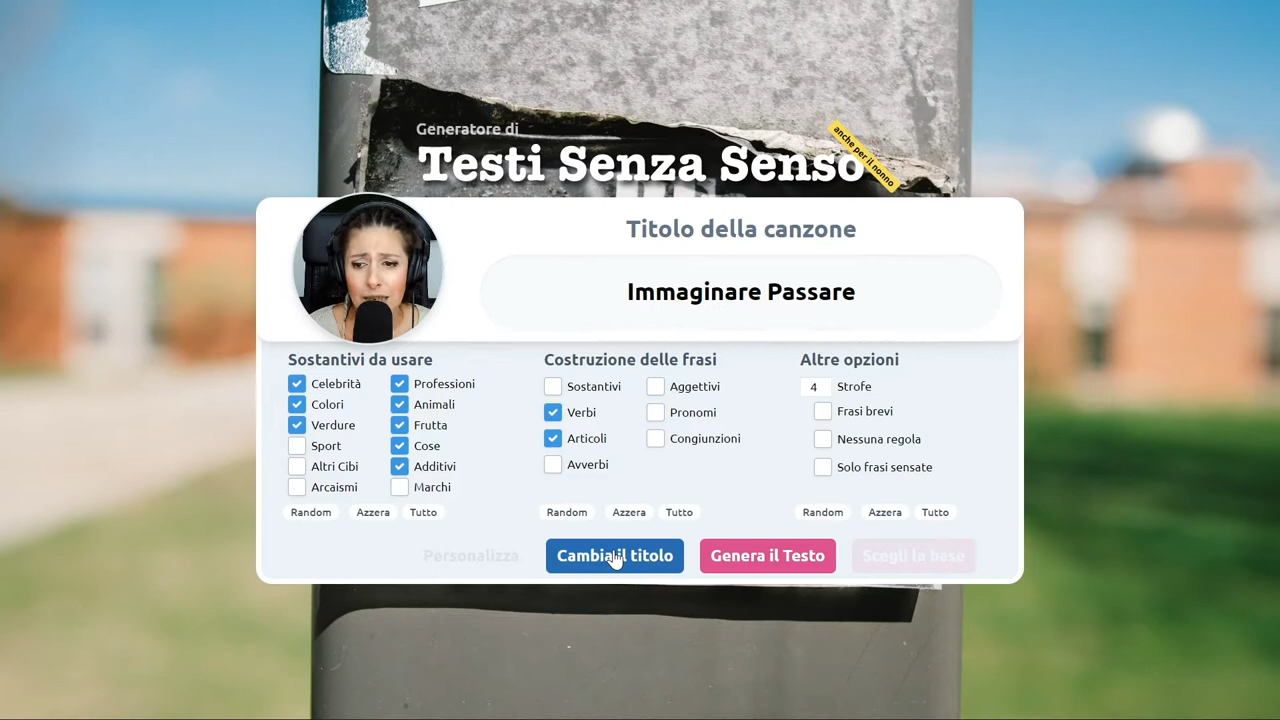 Generatore di
Testi Senza Senso
anche per il nonno
Titolo della canzone
Immaginare Passare
Sostantivi da usare
Celebrità
Professioni
Colori
Animali
Verdure
Frutta
Sport
Cose
Altri Cibi
Additivi
Arcaismi
Marchi
Random
Azzera
Tutto
Costruzione delle frasi
Sostantivi
Aggettivi
Verbi
Pronomi
Articoli
Congiunzioni
Avverbi
Random
Azzera
Tutto
Altre opzioni
4 Strofe
Frasi brevi
Nessuna regola
Solo frasi sensate
Random
Azzera
Tutto
Personalizza
Cambia il titolo
Genera il Testo
Scegli la base